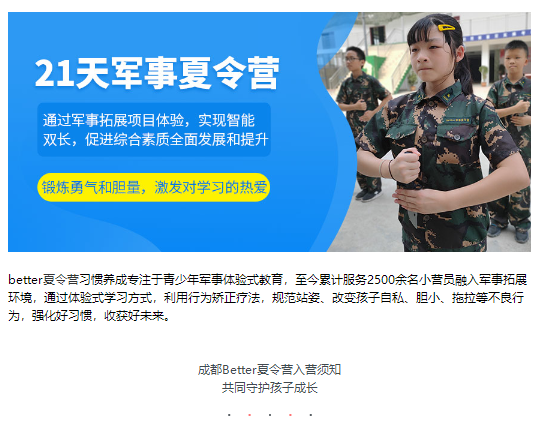 21天军事夏令营
通过军事拓展项目体验，实现智能
双长，促进综合素质全面发展和提升
锻炼勇气和胆量，激发对学习的热爱
better夏令营习惯养成专注于青少年军事体验式教育，至今累计服务2500余名小营员融入军事拓展
环境，通过体验式学习方式，利用行为矫正疗法，规范站姿、改变孩子自私、胆小、拖拉等不良行
为，强化好习惯，收获好未来。
成都Better夏令营入营须知
共同守护孩子成长